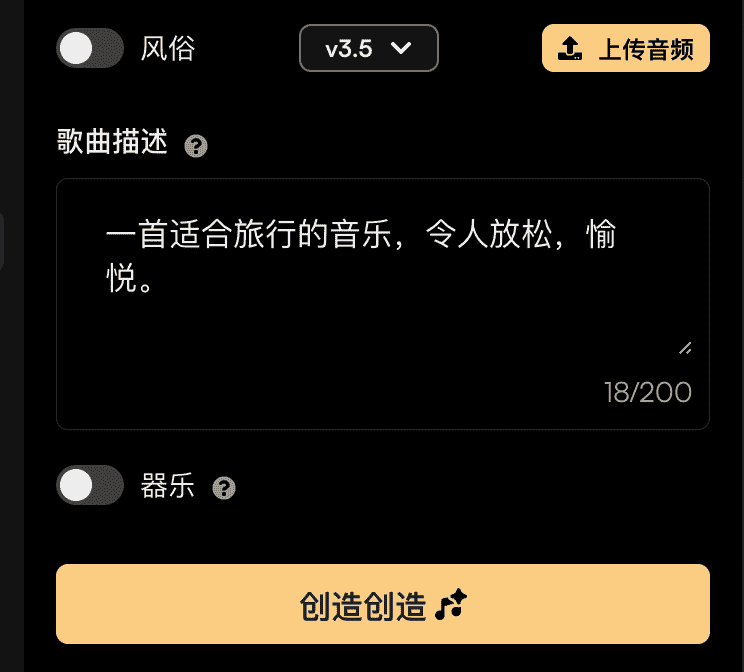 风俗
v3.5
上传音频
歌曲描述
一首适合旅行的音乐，令人放松，愉
悦。
18/200
器乐
创造创造